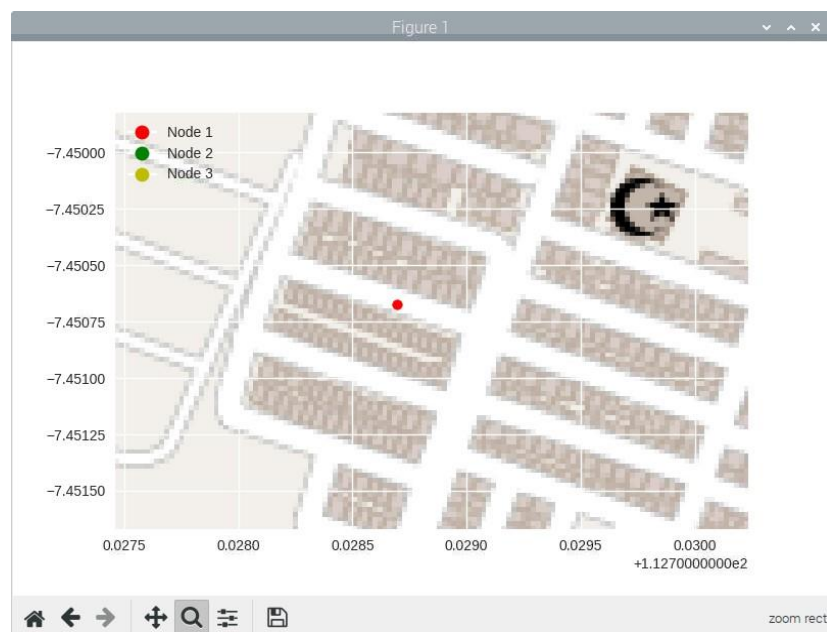 Figure 1
Node 1
Node 2
Node 3
−7.45000
−7.45025
−7.45050
−7.45075
−7.45100
−7.45125
−7.45150
0.0275 0.0280 0.0285 0.0290 0.0295 0.0300
+1.1270000000e2
zoom rect